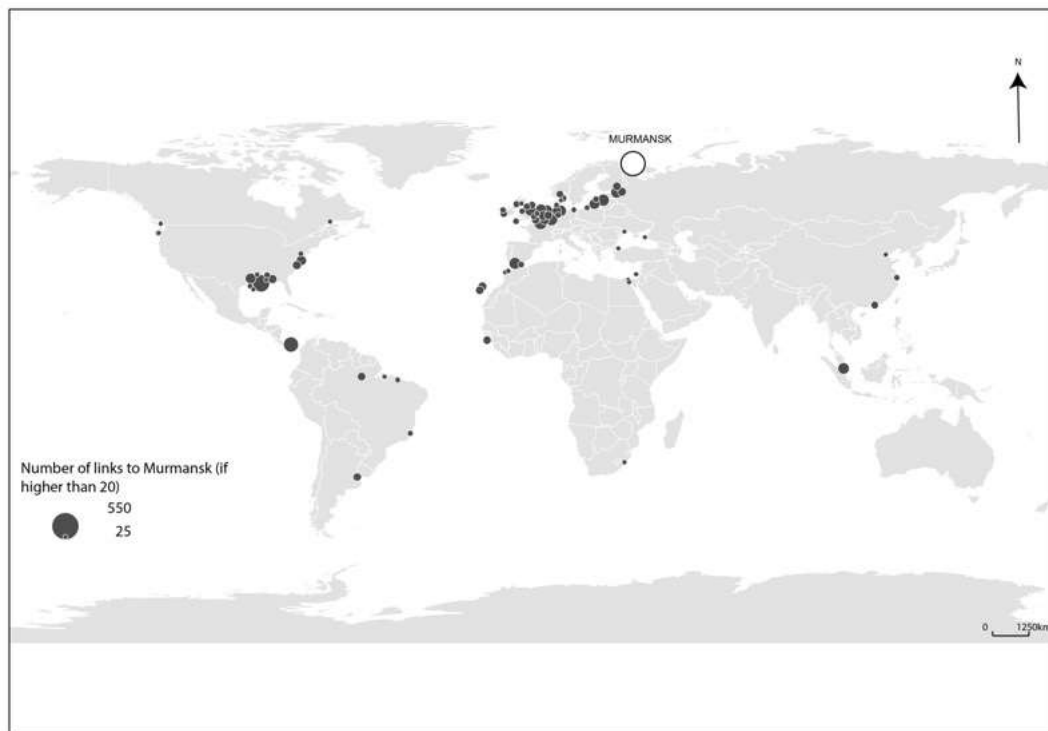 N
MURMANSK
Number of links to Murmansk (if
higher than 20)
550
25
0 1250km